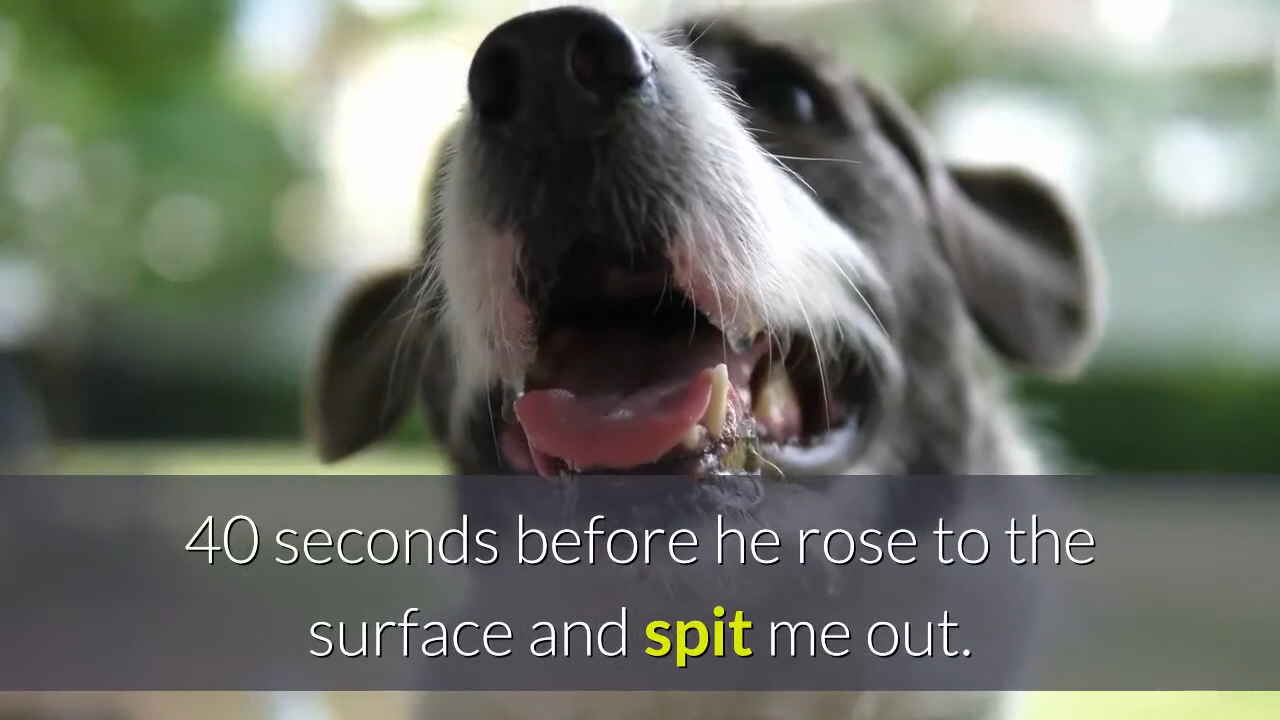 40 seconds before he rose to the
surface and spit me out.